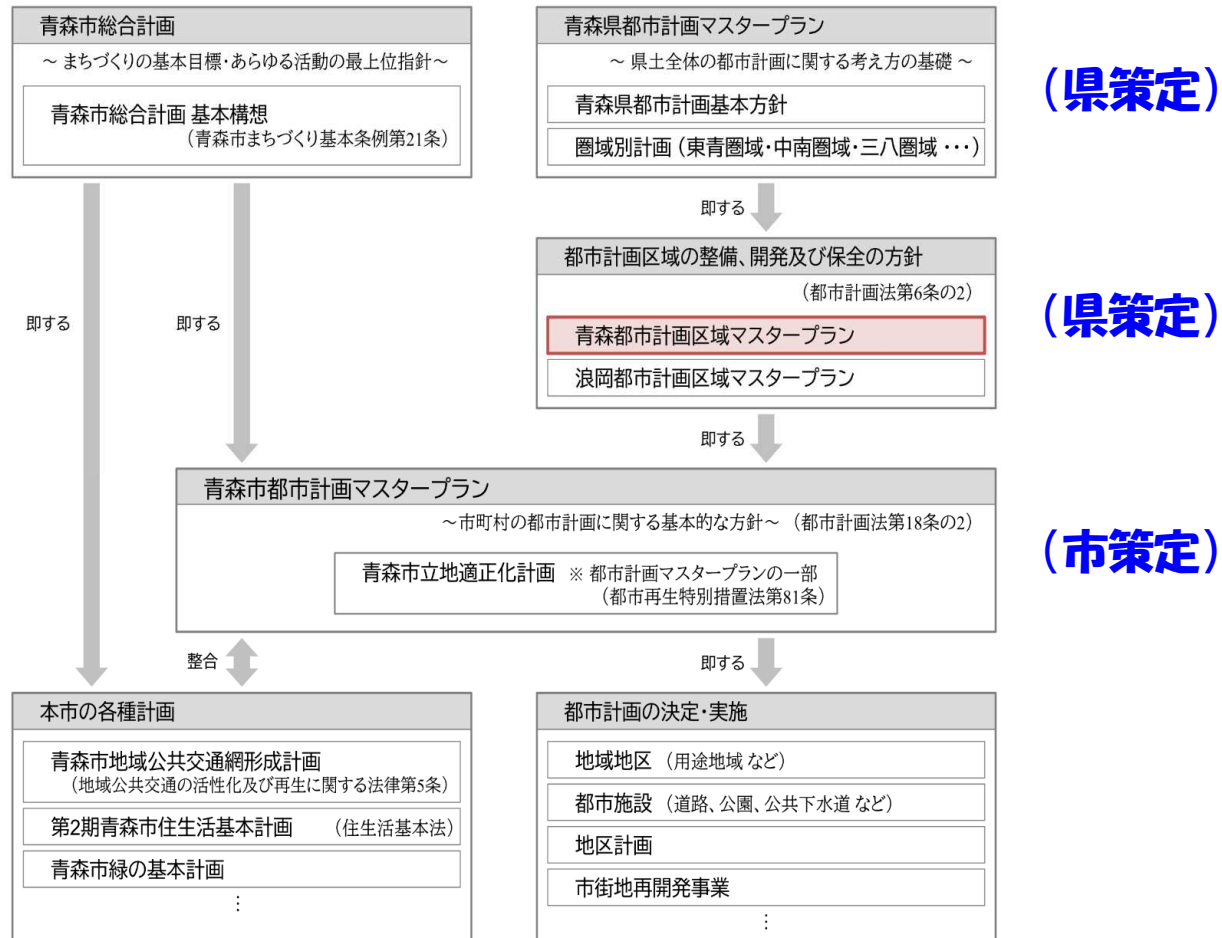 青森市総合計画
～ まちづくりの基本目標・あらゆる活動の最上位指針～
青森市総合計画 基本構想
（青森市まちづくり基本条例第21条）
青森県都市計画マスタープラン
～ 県土全体の都市計画に関する考え方の基礎 ～
青森県都市計画基本方針
圏域別計画（東青圏域・中南圏域・三八圏域 ・・・）
（県策定）
即する
都市計画区域の整備、開発及び保全の方針
（都市計画法第6条の2）
青森都市計画区域マスタープラン
浪岡都市計画区域マスタープラン
（県策定）
即する
即する
即する
青森市都市計画マスタープラン
～市町村の都市計画に関する基本的な方針～ （都市計画法第18条の2）
青森市立地適正化計画 ※ 都市計画マスタープランの一部
（都市再生特別措置法第81条）
（市策定）
整合
即する
本市の各種計画
青森市地域公共交通網形成計画
（地域公共交通の活性化及び再生に関する法律第5条）
第2期青森市住生活基本計画 （住生活基本法）
青森市緑の基本計画
⋮
都市計画の決定・実施
地域地区 （用途地域 など）
都市施設 （道路、公園、公共下水道 など）
地区計画
市街地再開発事業
⋮